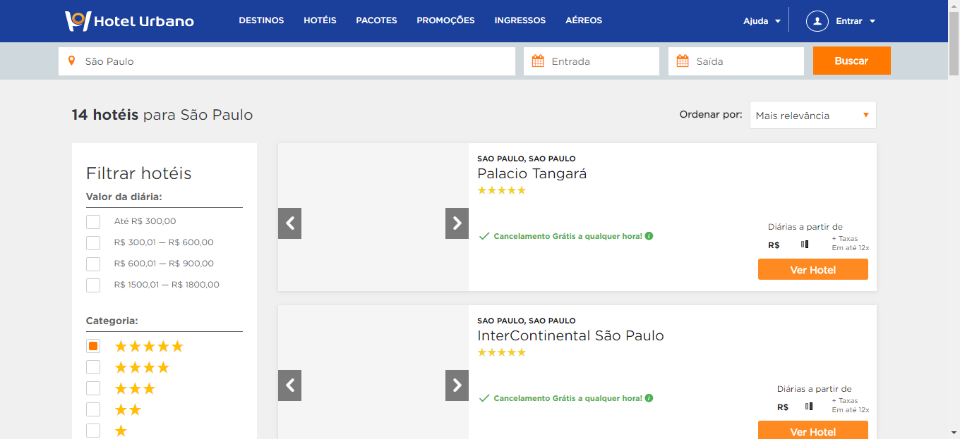 Hotel Urbano
DESTINOS HOTÉIS PACOTES PROMOÇÕES INGRESSOS AÉREOS
Ajuda Entrar
São Paulo Entrada Saída Buscar
14 hotéis para São Paulo
Ordenar por: Mais relevância
Filtrar hotéis
Valor da diária:
Até R$ 300,00
R$ 300,01 — R$ 600,00
R$ 600,01 — R$ 900,00
R$ 1500,01 — R$ 1800,00
Categoria:
SAO PAULO, SAO PAULO
Palacio Tangará
Cancelamento Grátis a qualquer hora!
Diárias a partir de
R$
+ Taxas
Em até 12x
Ver Hotel
SAO PAULO, SAO PAULO
InterContinental São Paulo
Cancelamento Grátis a qualquer hora!
Diárias a partir de
R$
+ Taxas
Em até 12x
Ver Hotel